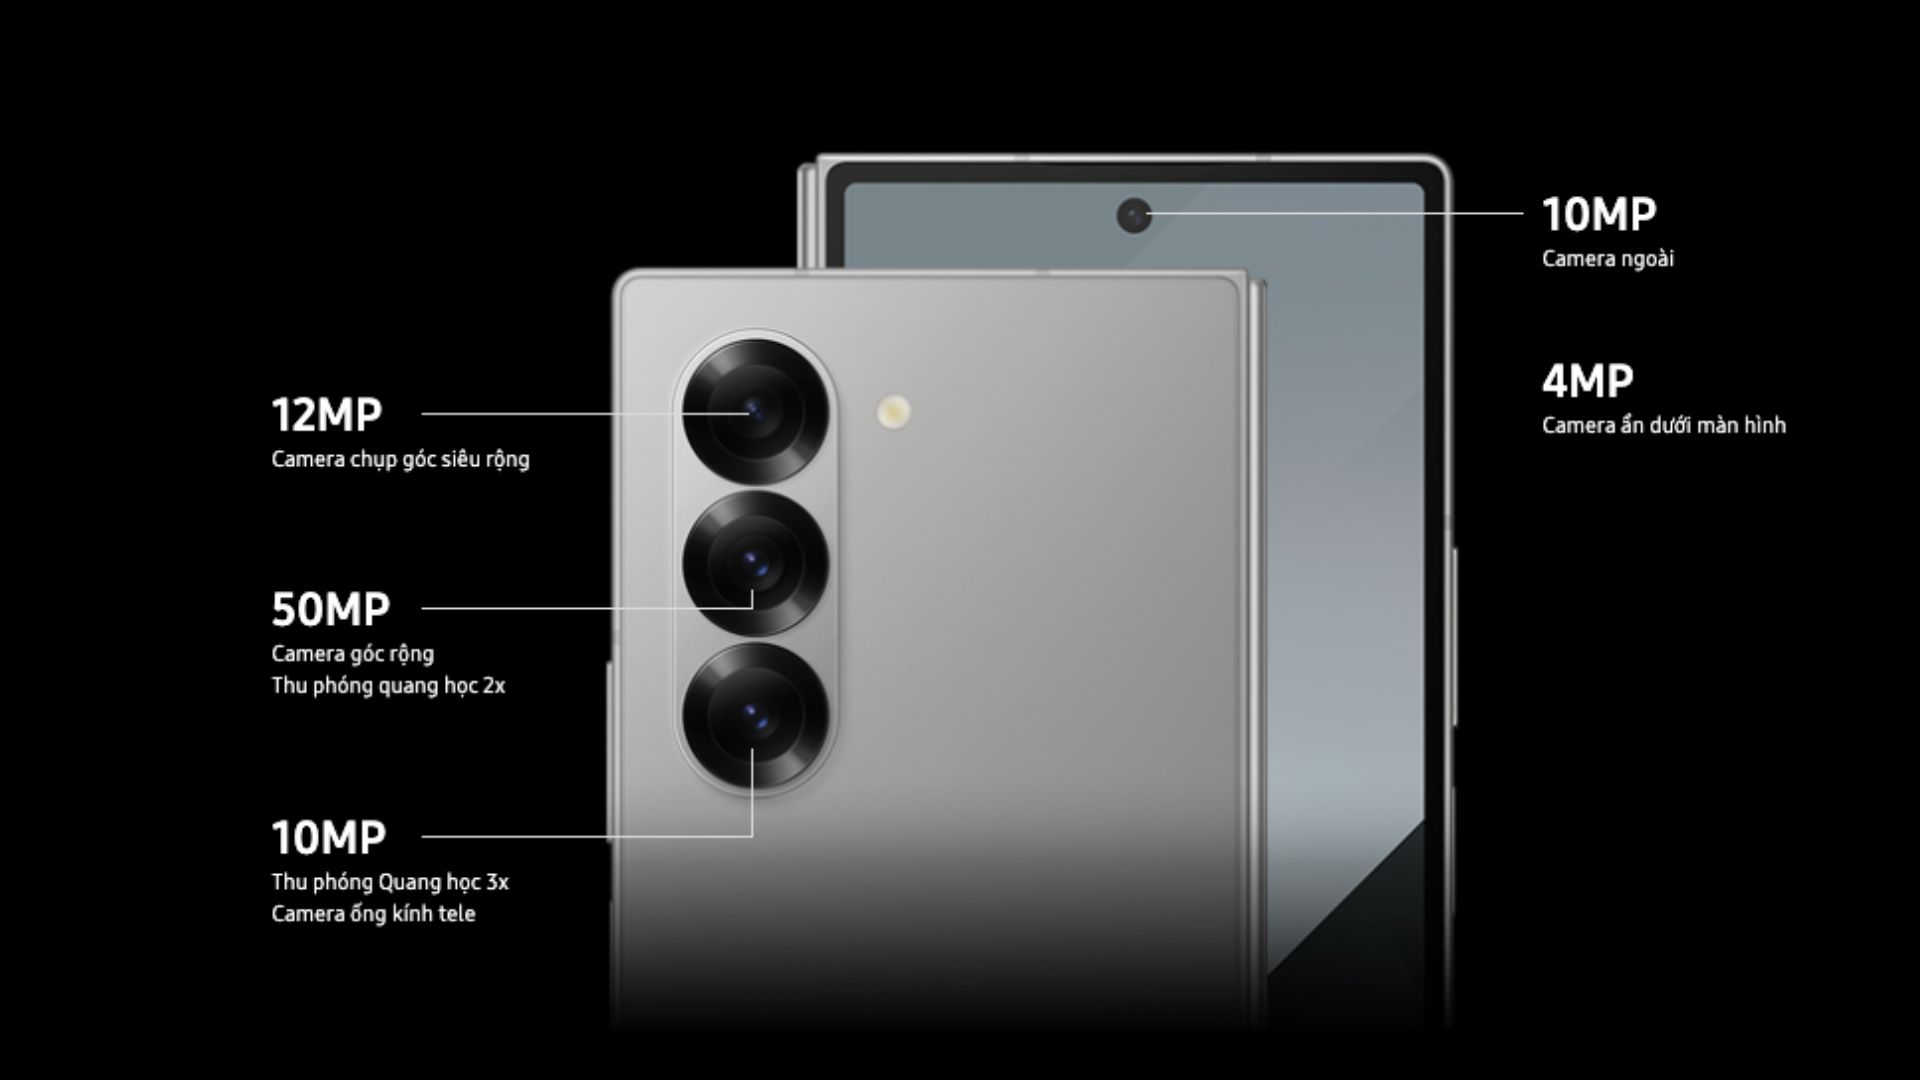 12MP
Camera chụp góc siêu rộng
50MP
Camera góc rộng
Thu phóng quang học 2x
10MP
Thu phóng Quang học 3x
Camera ống kính tele
10MP
Camera ngoài
4MP
Camera ẩn dưới màn hình